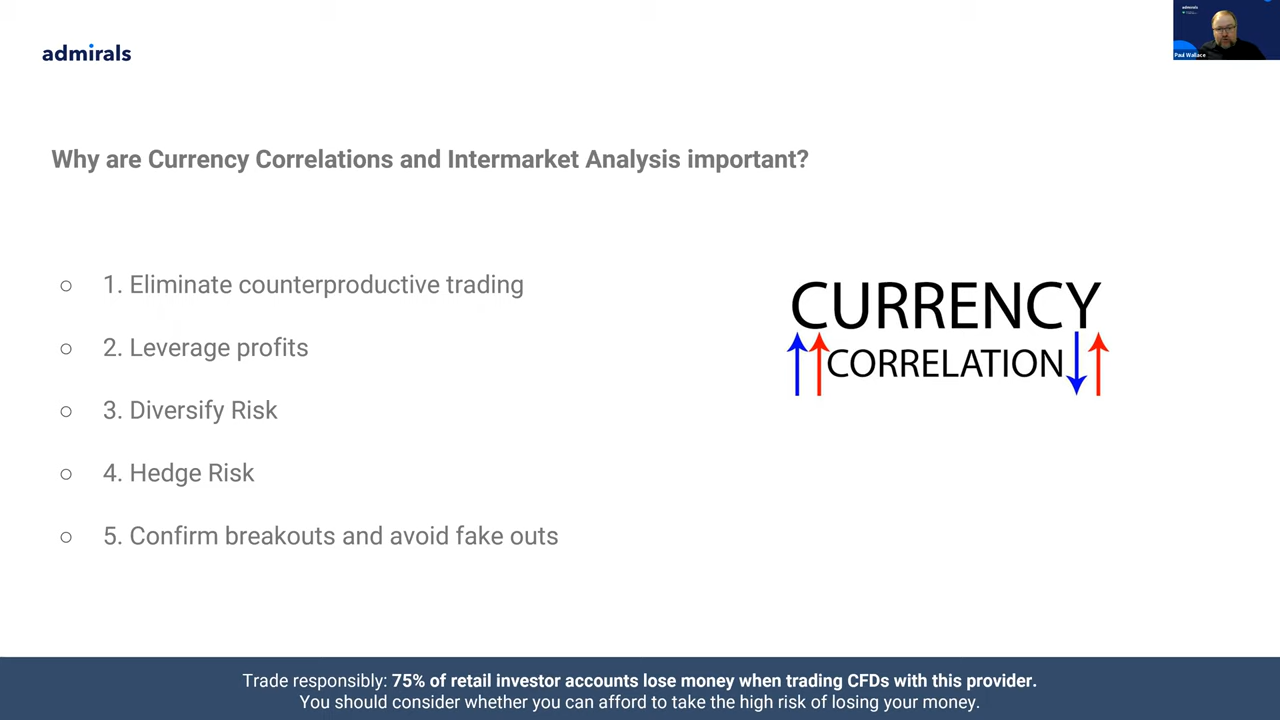 admirals
admirals
Paul Wallace
Why are Currency Correlations and Intermarket Analysis important?
1. Eliminate counterproductive trading
2. Leverage profits
3. Diversify Risk
4. Hedge Risk
5. Confirm breakouts and avoid fake outs
CURRENCY
CORRELATION
Trade responsibly: 75% of retail investor accounts lose money when trading CFDs with this provider.
You should consider whether you can afford to take the high risk of losing your money.